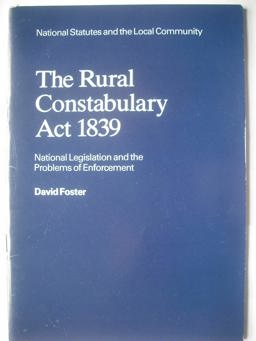 National Statutes and the Local Community
The Rural
Constabulary
Act 1839
National Legislation and the
Problems of Enforcement
David Foster